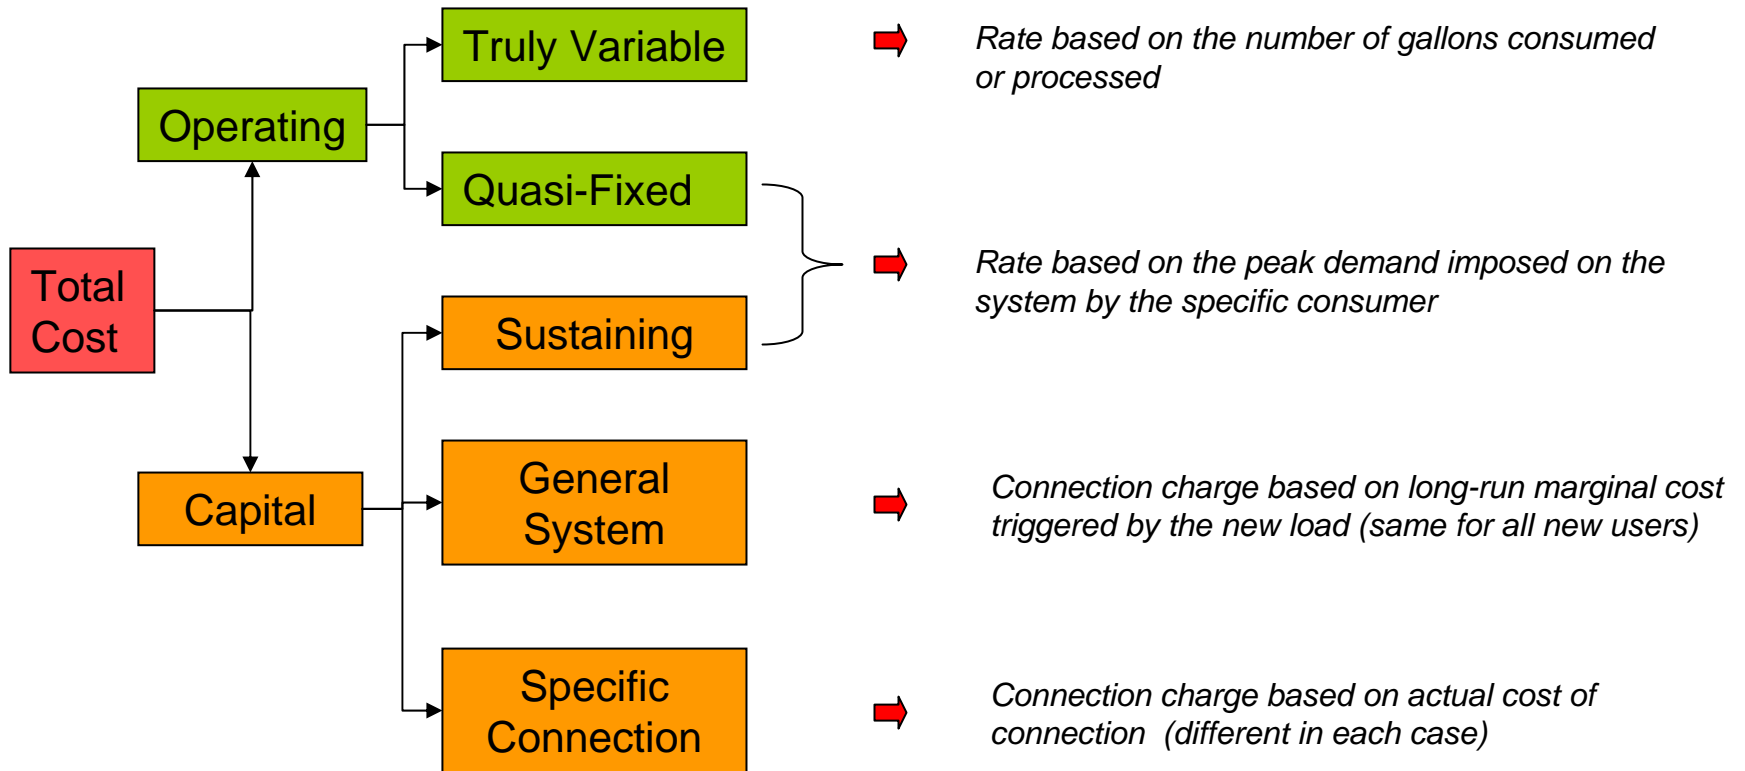 Truly Variable
Rate based on the number of gallons consumed
or processed
Operating
Quasi-Fixed
Total
Cost
Rate based on the peak demand imposed on the
system by the specific consumer
Sustaining
Capital
General
System
Connection charge based on long-run marginal cost
triggered by the new load (same for all new users)
Specific
Connection
Connection charge based on actual cost of
connection  (different in each case)